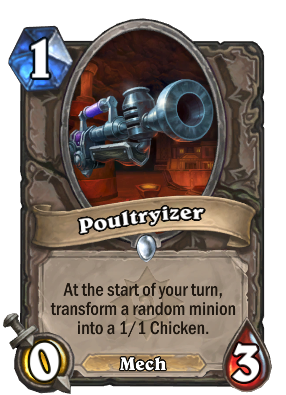 1
Poultryizer
At the start of your turn,
transform a random minion
into a 1/1 Chicken.
0
Mech
3